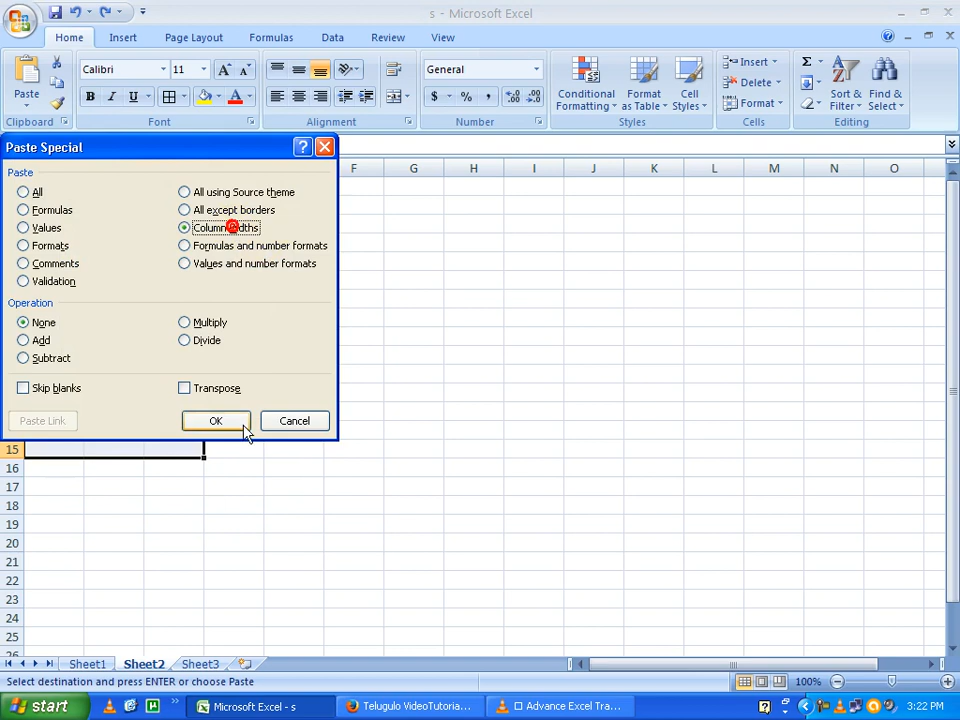 s - Microsoft Excel
Home Insert Page Layout Formulas Data Review View
Paste Calibri 11 General Conditional Formatting Format as Table Cell Styles Insert Delete Format Sort & Filter Find & Select
Clipboard Font Alignment Number Styles Cells Editing
Paste Special
F G H I J K L M N O
Paste
All All using Source theme
Formulas All except borders
Values
Formats Formulas and number formats
Comments Values and number formats
Validation
Operation
None Multiply
Add Divide
Subtract
Skip blanks Transpose
Paste Link OK Cancel
15
16
17
18
19
20
21
22
23
24
25
Sheet1 Sheet2 Sheet3
Select destination and press ENTER or choose Paste 100%
start Microsoft Excel - s Telugulo VideoTutoria... Advance Excel Tra... 3:22 PM